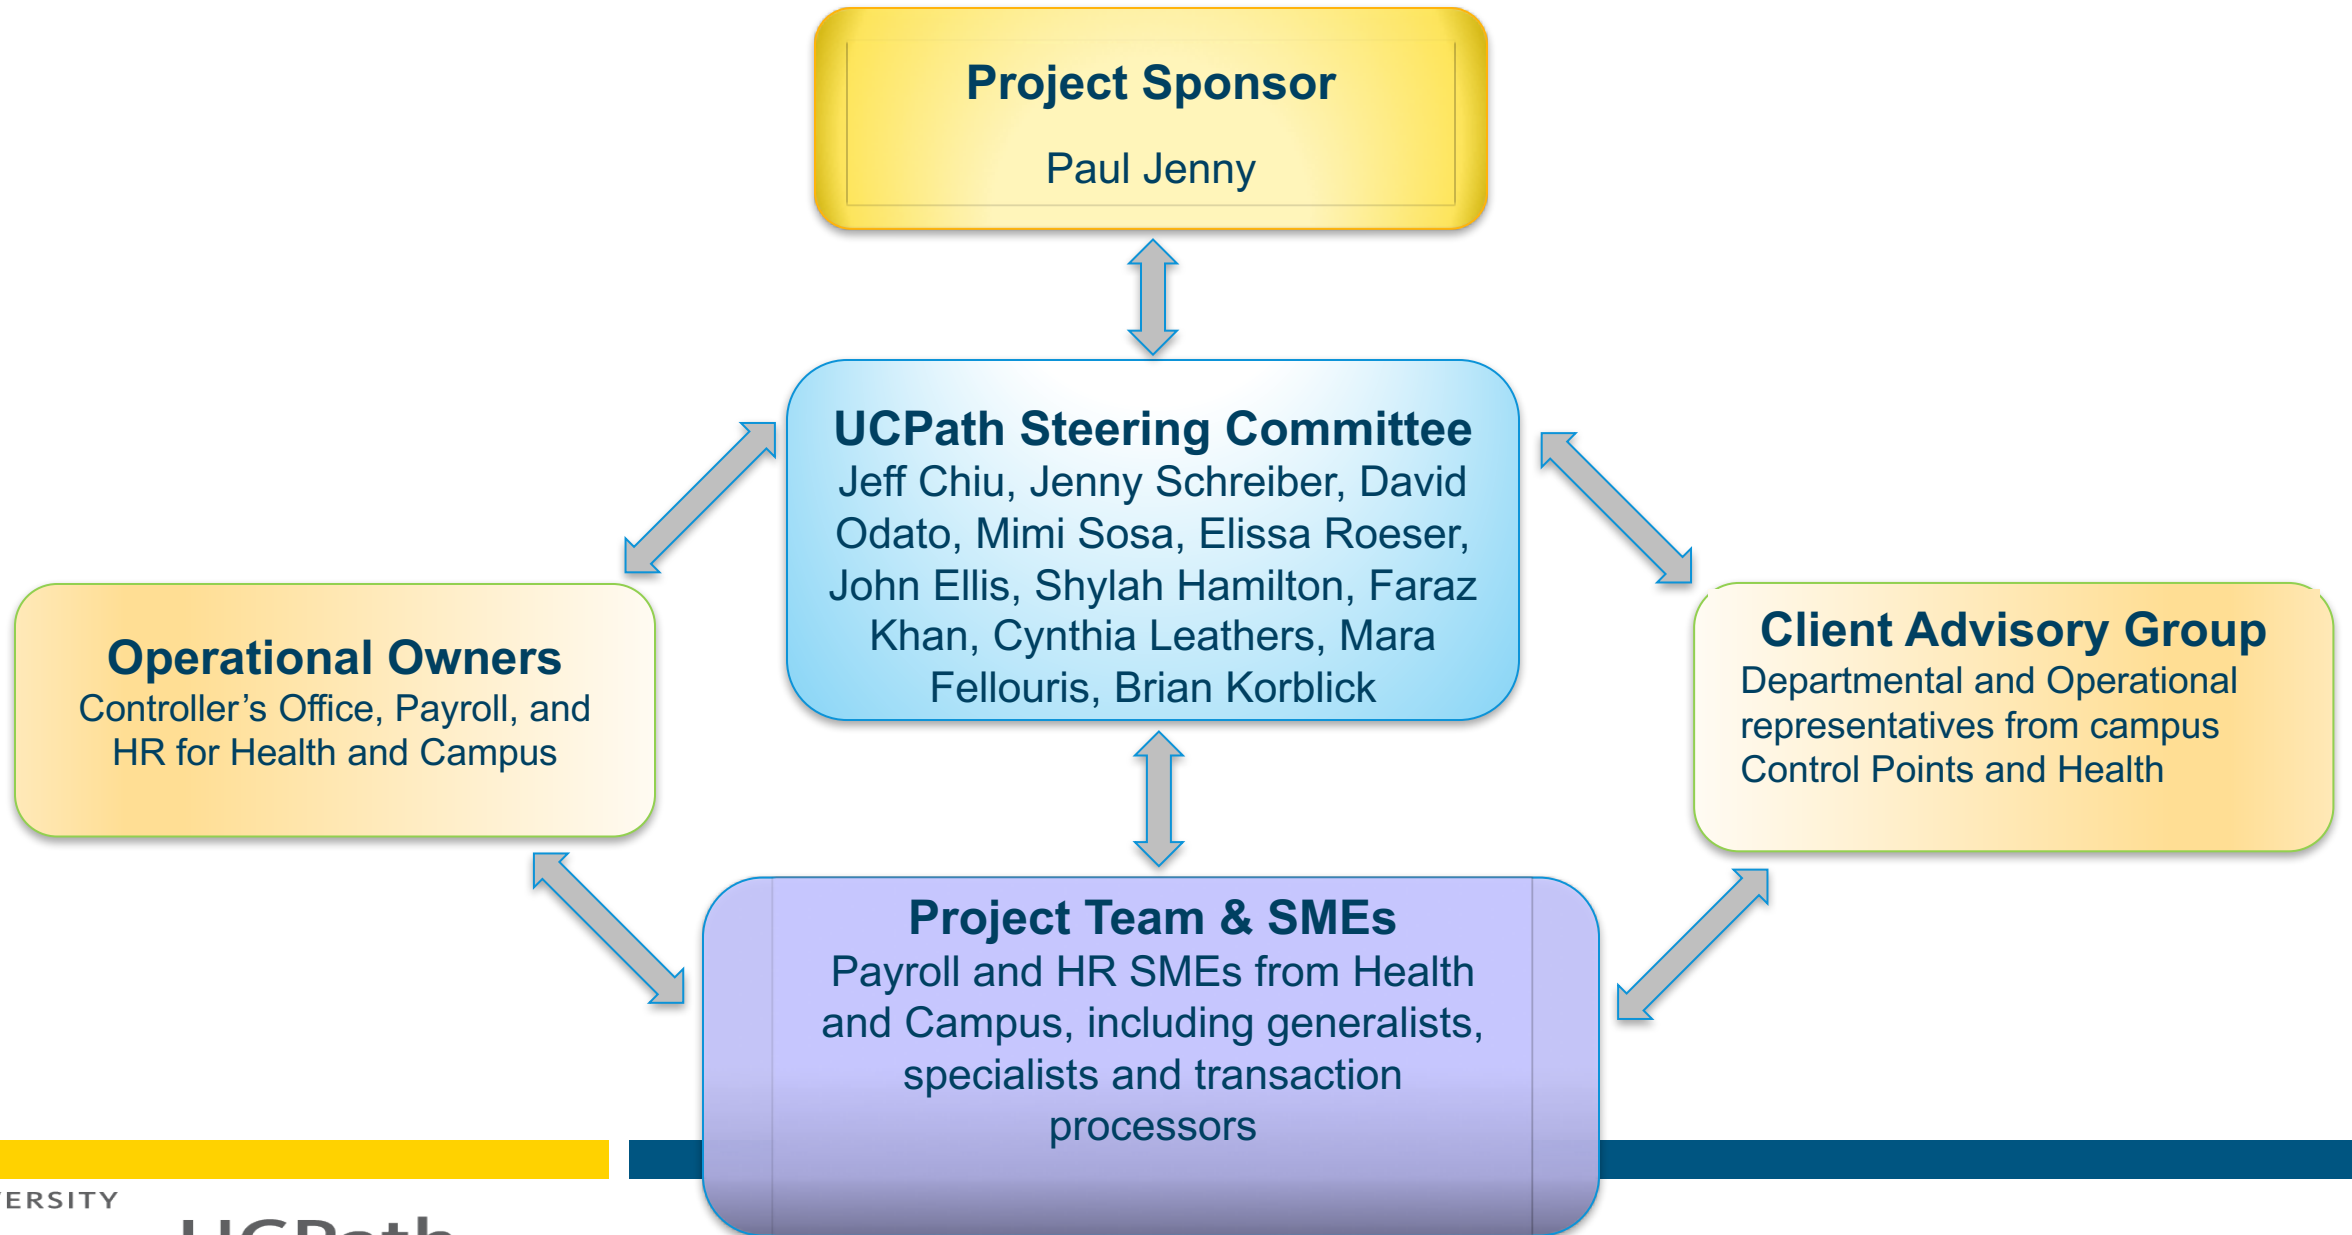 Project Sponsor
Paul Jenny
UCPath Steering Committee
Jeff Chiu, Jenny Schreiber, David
Odato, Mimi Sosa, Elissa Roeser,
John Ellis, Shylah Hamilton, Faraz
Khan, Cynthia Leathers, Mara
Fellouris, Brian Korblick
Operational Owners
Controller’s Office, Payroll, and
HR for Health and Campus
Client Advisory Group
Departmental and Operational
representatives from campus
Control Points and Health
Project Team & SMEs
Payroll and HR SMEs from Health
and Campus, including generalists,
specialists and transaction
processors
ERSITY
UCPath